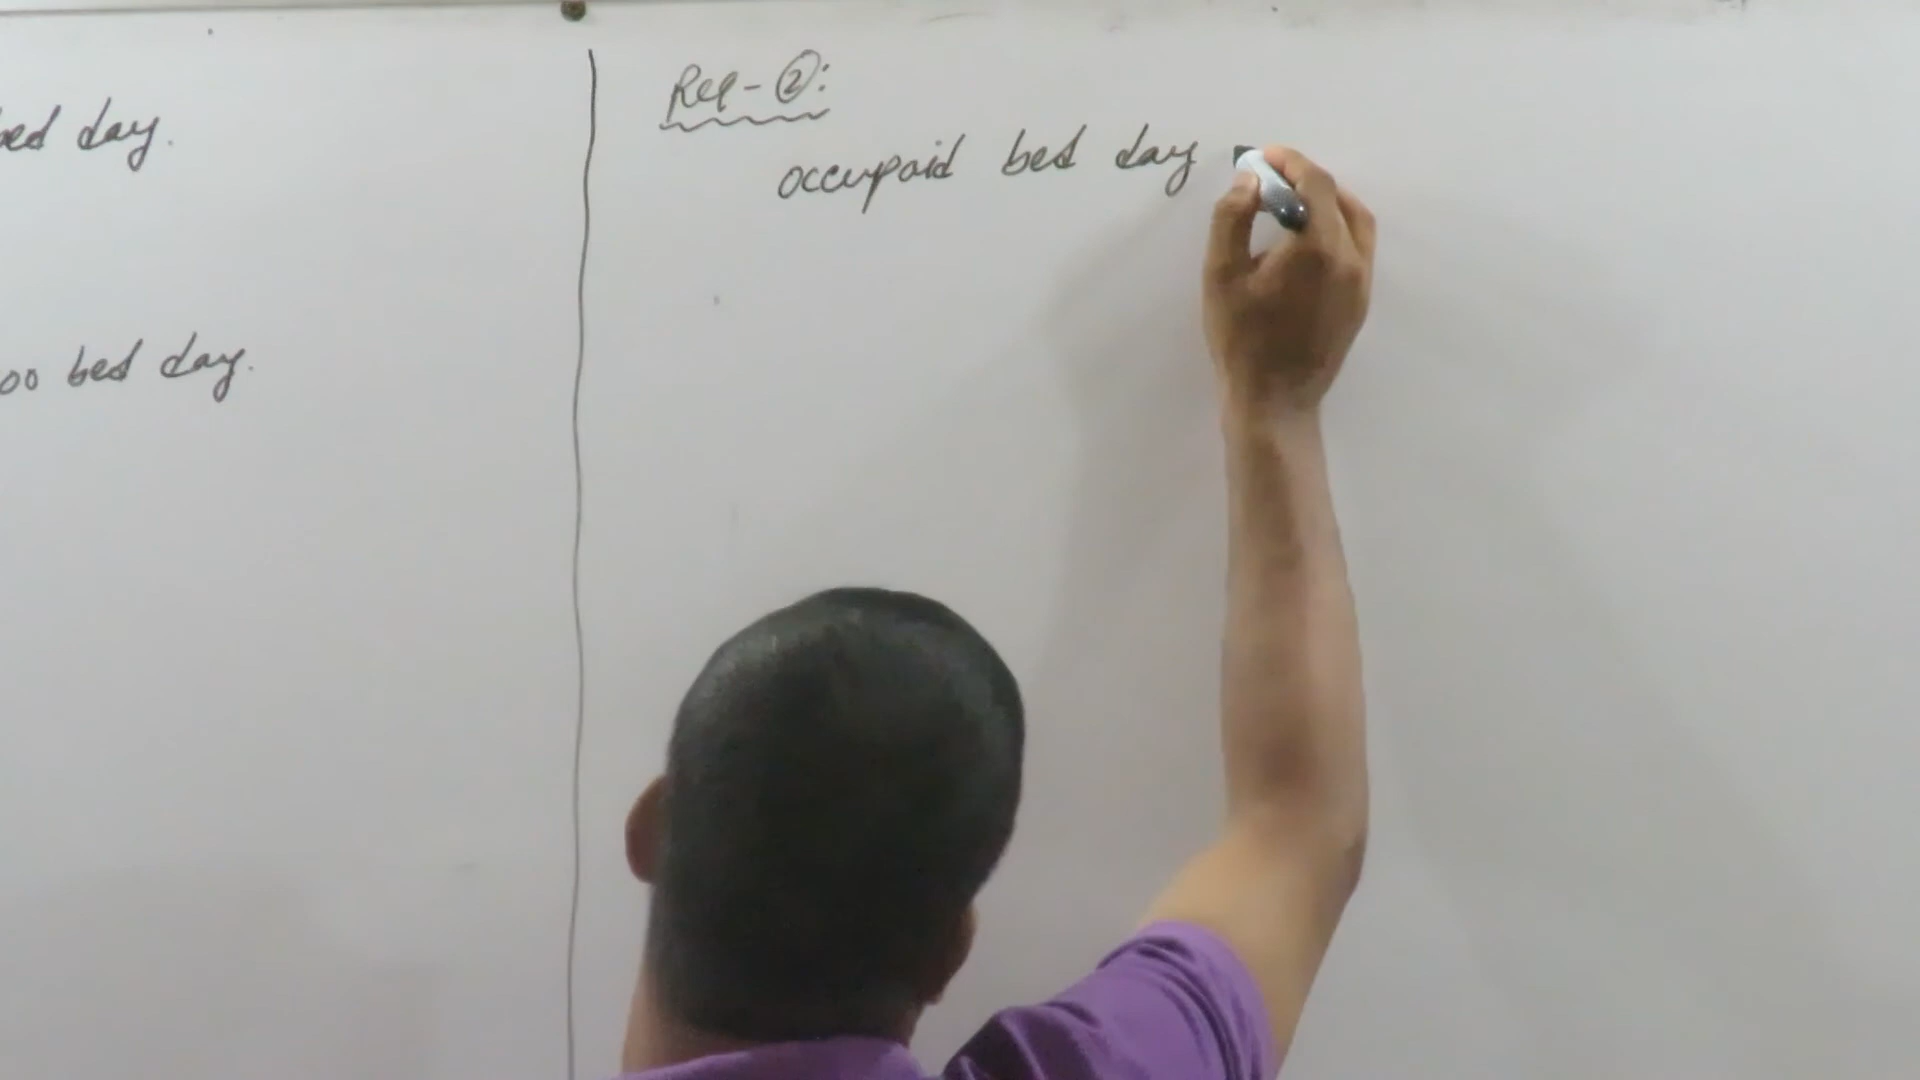 bed day.
00 bed day.
Req-②:
occupaid bed day